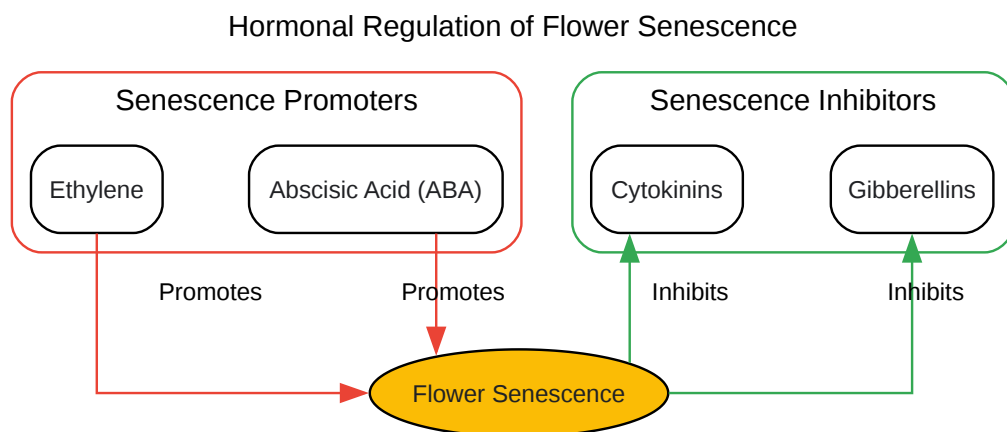 Hormonal Regulation of Flower Senescence
Senescence Promoters
Senescence Inhibitors
Ethylene
Abscisic Acid (ABA)
Cytokinins
Gibberellins
Promotes
Promotes
Inhibits
Inhibits
Flower Senescence